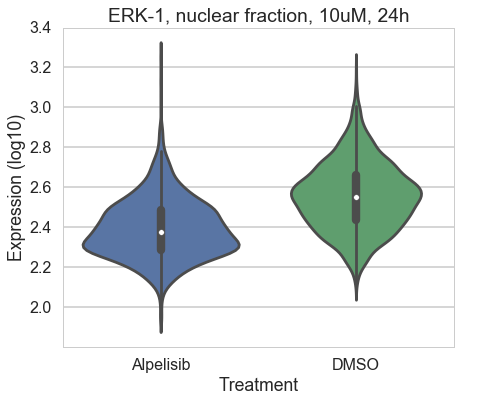 ERK-1, nuclear fraction, 10uM, 24h
3.4
3.2
3.0
2.8
2.6
2.4
2.2
2.0
Expression (log10)
Alpelisib DMSO
Treatment